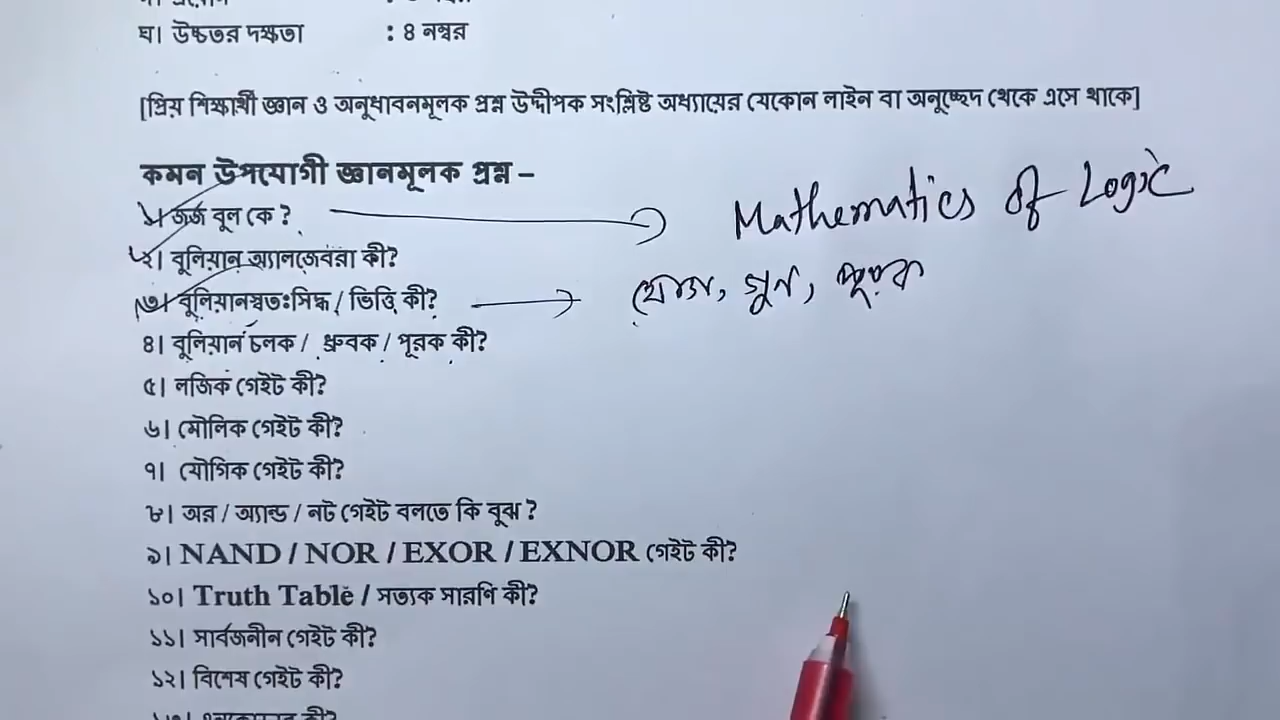 ঘ। উচ্চতর দক্ষতা : ৪ নম্বর
[প্রিয় শিক্ষার্থী জ্ঞান ও অনুধাবনমূলক প্রশ্ন উদ্দীপক সংশ্লিষ্ট অধ্যায়ের যেকোন লাইন বা অনুচ্ছেদ থেকে এসে থাকে]
কমন উপযোগী জ্ঞানমূলক প্রশ্ন –
১। জর্জ বুল কে ? Mathematics of Logic
২। বুলিয়ান অ্যালজেবরা কী?
৩। বুলিয়ানস্বতঃসিদ্ধ / ভিত্তি কী? যোগ, গুন, পূরক
৪। বুলিয়ান চলক / ধ্রুবক / পূরক কী?
৫। লজিক গেইট কী?
৬। মৌলিক গেইট কী?
৭। যৌগিক গেইট কী?
৮। অর / অ্যান্ড / নট গেইট বলতে কি বুঝ ?
৯। NAND / NOR / EXOR / EXNOR গেইট কী?
১০। Truth Table / সত্যক সারণি কী?
১১। সার্বজনীন গেইট কী?
১২। বিশেষ গেইট কী?